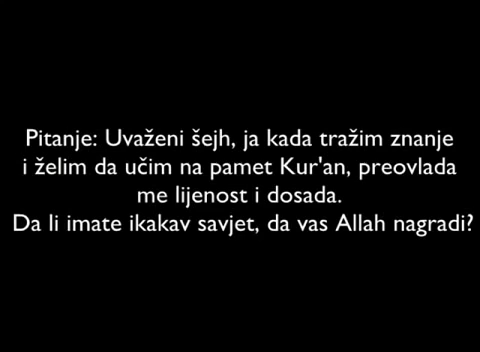 Pitanje: Uvaženi šejh, ja kada tražim znanje
i želim da učim na pamet Kur'an, preovlada
me lijenost i dosada.
Da li imate ikakav savjet, da vas Allah nagradi?